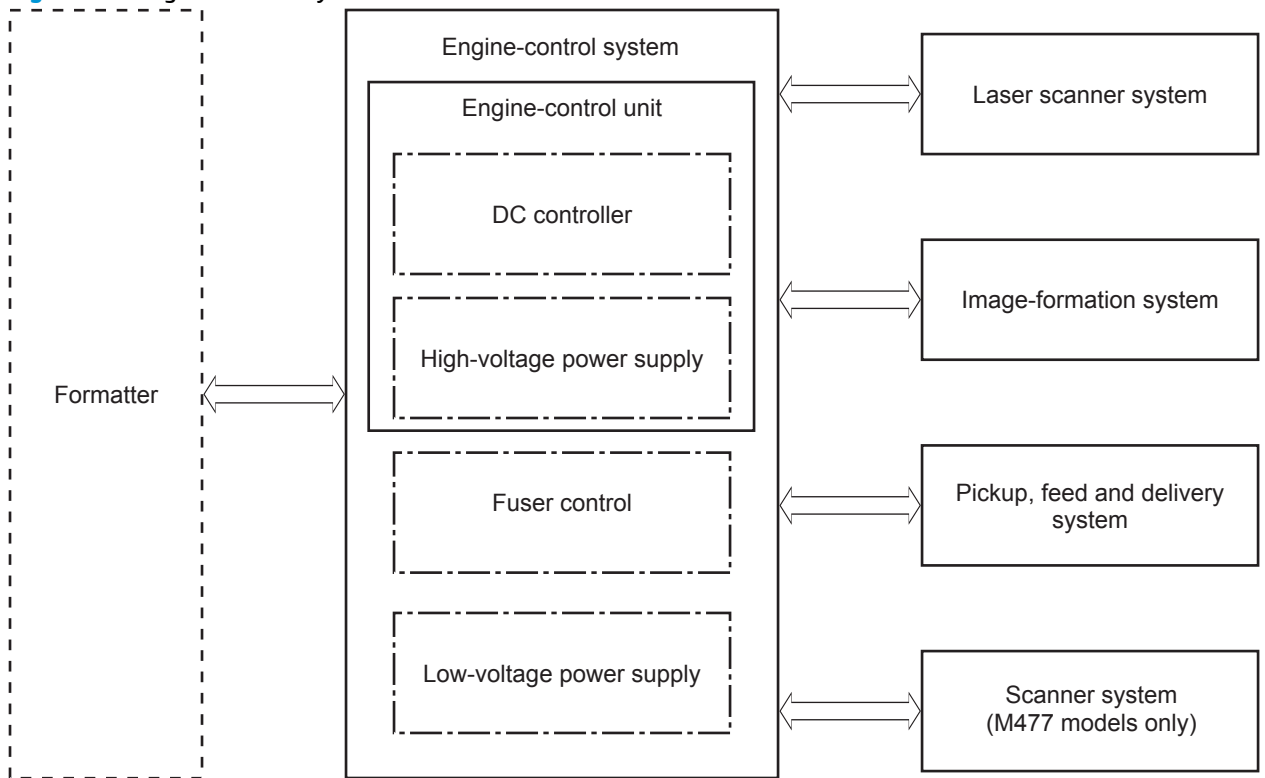 Formatter
Engine-control system
Engine-control unit
DC controller
High-voltage power supply
Fuser control
Low-voltage power supply
Laser scanner system
Image-formation system
Pickup, feed and delivery
system
Scanner system
(M477 models only)